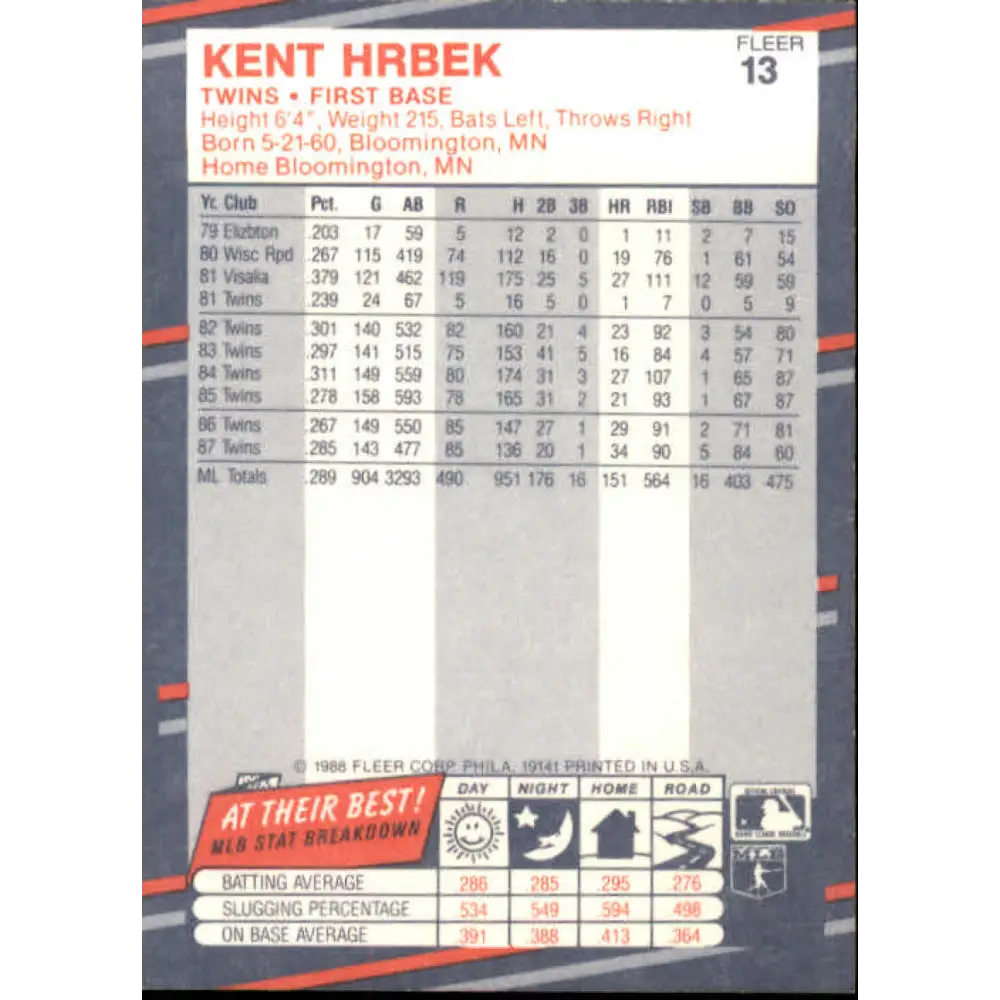 KENT HRBEK
FLEER
13
TWINS • FIRST BASE
Height 6'4", Weight 215, Bats Left, Throws Right
Born 5-21-60, Bloomington, MN
Home Bloomington, MN
Yr. Club Pct. G AB R H 2B 3B HR RBI SB BB SO
79 Elizbton .203 17 59 5 12 2 0 1 11 2 7 15
80 Wisc Rpd .267 115 419 74 112 16 0 19 76 1 61 54
81 Visalia .379 121 462 119 175 25 5 27 111 12 59 59
81 Twins .239 24 67 5 16 5 0 1 7 0 5 9
82 Twins .301 140 532 82 160 21 4 23 92 3 54 80
83 Twins .297 141 515 75 153 41 5 16 84 4 57 71
84 Twins .311 149 559 80 174 31 3 27 107 1 65 87
85 Twins .278 158 593 78 165 31 2 21 93 1 67 87
86 Twins .267 149 550 85 147 27 1 29 91 2 71 81
87 Twins .285 143 477 85 136 20 1 34 90 5 84 60
ML Totals .289 904 3293 490 951 176 16 151 564 16 403 475
© 1988 FLEER CORP. PHILA. 19141 PRINTED IN U.S.A.
AT THEIR BEST!
MLB STAT BREAKDOWN
DAY NIGHT HOME ROAD
BATTING AVERAGE .286 .285 .295 .276
SLUGGING PERCENTAGE .534 .549 .594 .498
ON BASE AVERAGE .391 .388 .413 .364
MLB